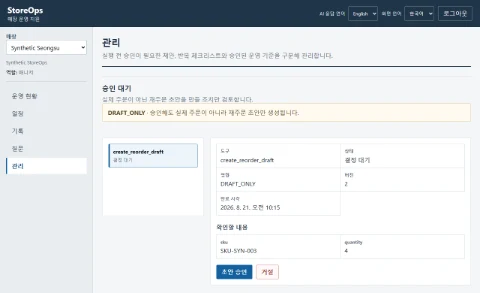 StoreOps
매장 운영 지원
AI 응답 언어
English
화면 언어
한국어
로그아웃
매장
Synthetic Seongsu
Synthetic StoreOps
역할: 매니저
운영 현황
일정
기록
질문
관리
관리
실행 전 승인이 필요한 제안, 반복 체크리스트와 승인된 운영 기준을 구분해 관리합니다.
승인 대기
실제 주문이 아닌 재주문 초안을 만들 조치만 검토합니다.
DRAFT_ONLY · 승인해도 실제 주문이 아니라 재주문 초안만 생성됩니다.
create_reorder_draft
결정 대기
도구
create_reorder_draft
상태
결정 대기
영향
DRAFT_ONLY
버전
2
만료 시각
2026. 8. 21. 오전 10:15
제안할 내용
sku
SKU-SYN-003
quantity
4
초안 승인
거절